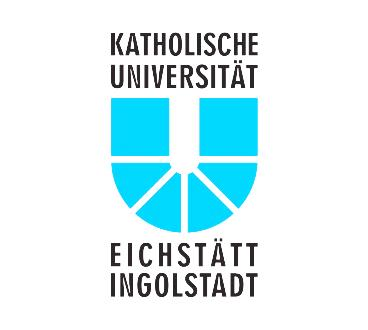 KATHOLISCHE
UNIVERSITÄT
EICHSTÄTT
INGOLSTADT